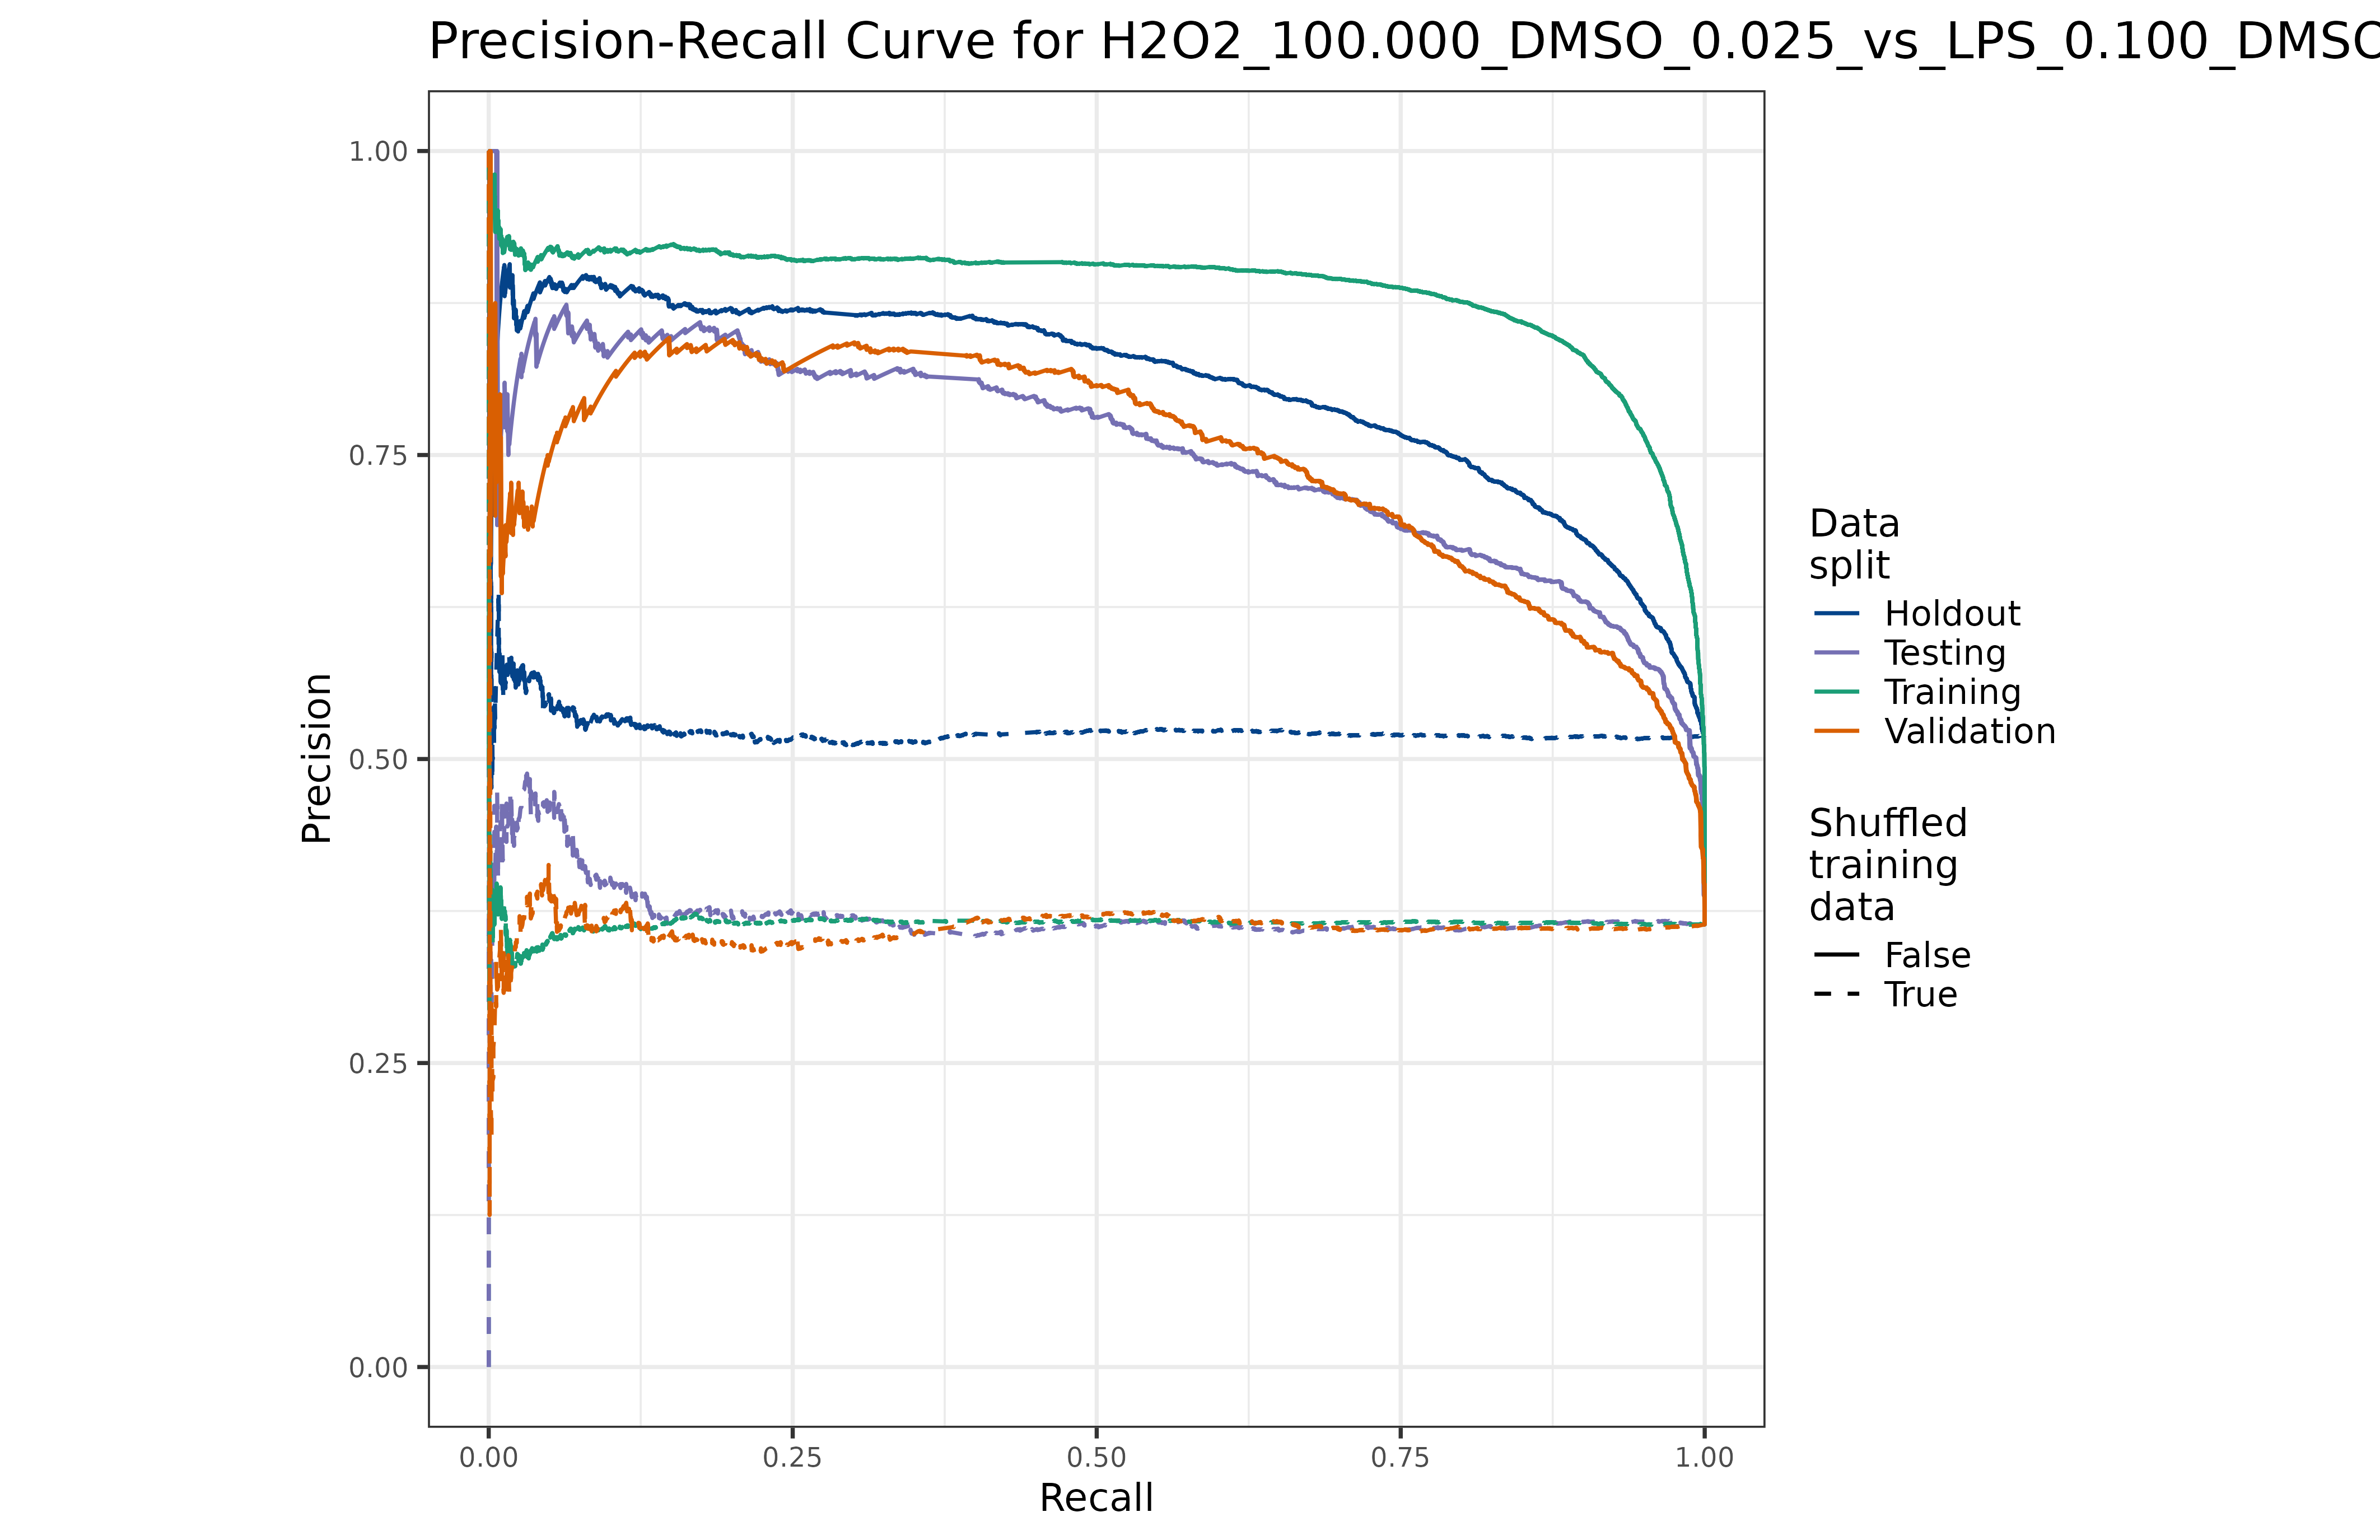 Precision-Recall Curve for H2O2_100.000_DMSO_0.025_vs_LPS_0.100_DMSO
1.00
0.75
0.50
0.25
0.00
Precision
0.00 0.25 0.50 0.75 1.00
Recall
Data
split
Holdout
Testing
Training
Validation
Shuffled
training
data
False
True